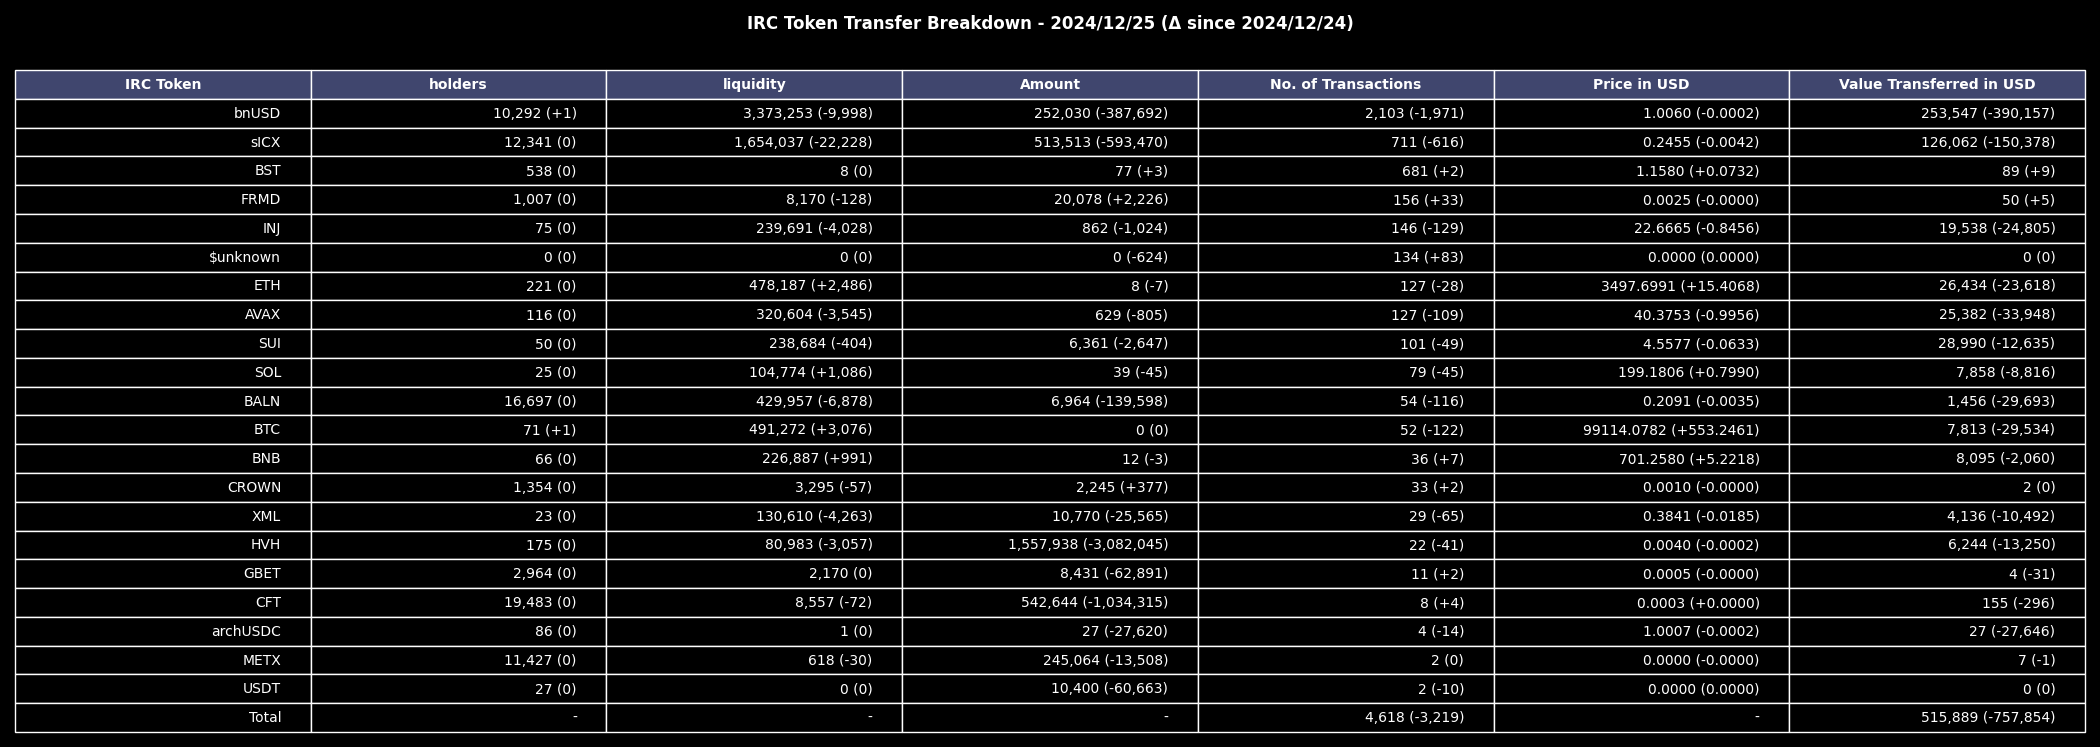 IRC Token Transfer Breakdown - 2024/12/25 (Δ since 2024/12/24)
IRC Token holders liquidity Amount No. of Transactions Price in USD Value Transferred in USD
bnUSD 10,292 (+1) 3,373,253 (-9,998) 252,030 (-387,692) 2,103 (-1,971) 1.0060 (-0.0002) 253,547 (-390,157)
sICX 12,341 (0) 1,654,037 (-22,228) 513,513 (-593,470) 711 (-616) 0.2455 (-0.0042) 126,062 (-150,378)
BST 538 (0) 8 (0) 77 (+3) 681 (+2) 1.1580 (+0.0732) 89 (+9)
FRMD 1,007 (0) 8,170 (-128) 20,078 (+2,226) 156 (+33) 0.0025 (-0.0000) 50 (+5)
INJ 75 (0) 239,691 (-4,028) 862 (-1,024) 146 (-129) 22.6665 (-0.8456) 19,538 (-24,805)
$unknown 0 (0) 0 (0) 0 (-624) 134 (+83) 0.0000 (0.0000) 0 (0)
ETH 221 (0) 478,187 (+2,486) 8 (-7) 127 (-28) 3497.6991 (+15.4068) 26,434 (-23,618)
AVAX 116 (0) 320,604 (-3,545) 629 (-805) 127 (-109) 40.3753 (-0.9956) 25,382 (-33,948)
SUI 50 (0) 238,684 (-404) 6,361 (-2,647) 101 (-49) 4.5577 (-0.0633) 28,990 (-12,635)
SOL 25 (0) 104,774 (+1,086) 39 (-45) 79 (-45) 199.1806 (+0.7990) 7,858 (-8,816)
BALN 16,697 (0) 429,957 (-6,878) 6,964 (-139,598) 54 (-116) 0.2091 (-0.0035) 1,456 (-29,693)
BTC 71 (+1) 491,272 (+3,076) 0 (0) 52 (-122) 99114.0782 (+553.2461) 7,813 (-29,534)
BNB 66 (0) 226,887 (+991) 12 (-3) 36 (+7) 701.2580 (+5.2218) 8,095 (-2,060)
CROWN 1,354 (0) 3,295 (-57) 2,245 (+377) 33 (+2) 0.0010 (-0.0000) 2 (0)
XML 23 (0) 130,610 (-4,263) 10,770 (-25,565) 29 (-65) 0.3841 (-0.0185) 4,136 (-10,492)
HVH 175 (0) 80,983 (-3,057) 1,557,938 (-3,082,045) 22 (-41) 0.0040 (-0.0002) 6,244 (-13,250)
GBET 2,964 (0) 2,170 (0) 8,431 (-62,891) 11 (+2) 0.0005 (-0.0000) 4 (-31)
CFT 19,483 (0) 8,557 (-72) 542,644 (-1,034,315) 8 (+4) 0.0003 (+0.0000) 155 (-296)
archUSDC 86 (0) 1 (0) 27 (-27,620) 4 (-14) 1.0007 (-0.0002) 27 (-27,646)
METX 11,427 (0) 618 (-30) 245,064 (-13,508) 2 (0) 0.0000 (-0.0000) 7 (-1)
USDT 27 (0) 0 (0) 10,400 (-60,663) 2 (-10) 0.0000 (0.0000) 0 (0)
Total - - - 4,618 (-3,219) - 515,889 (-757,854)